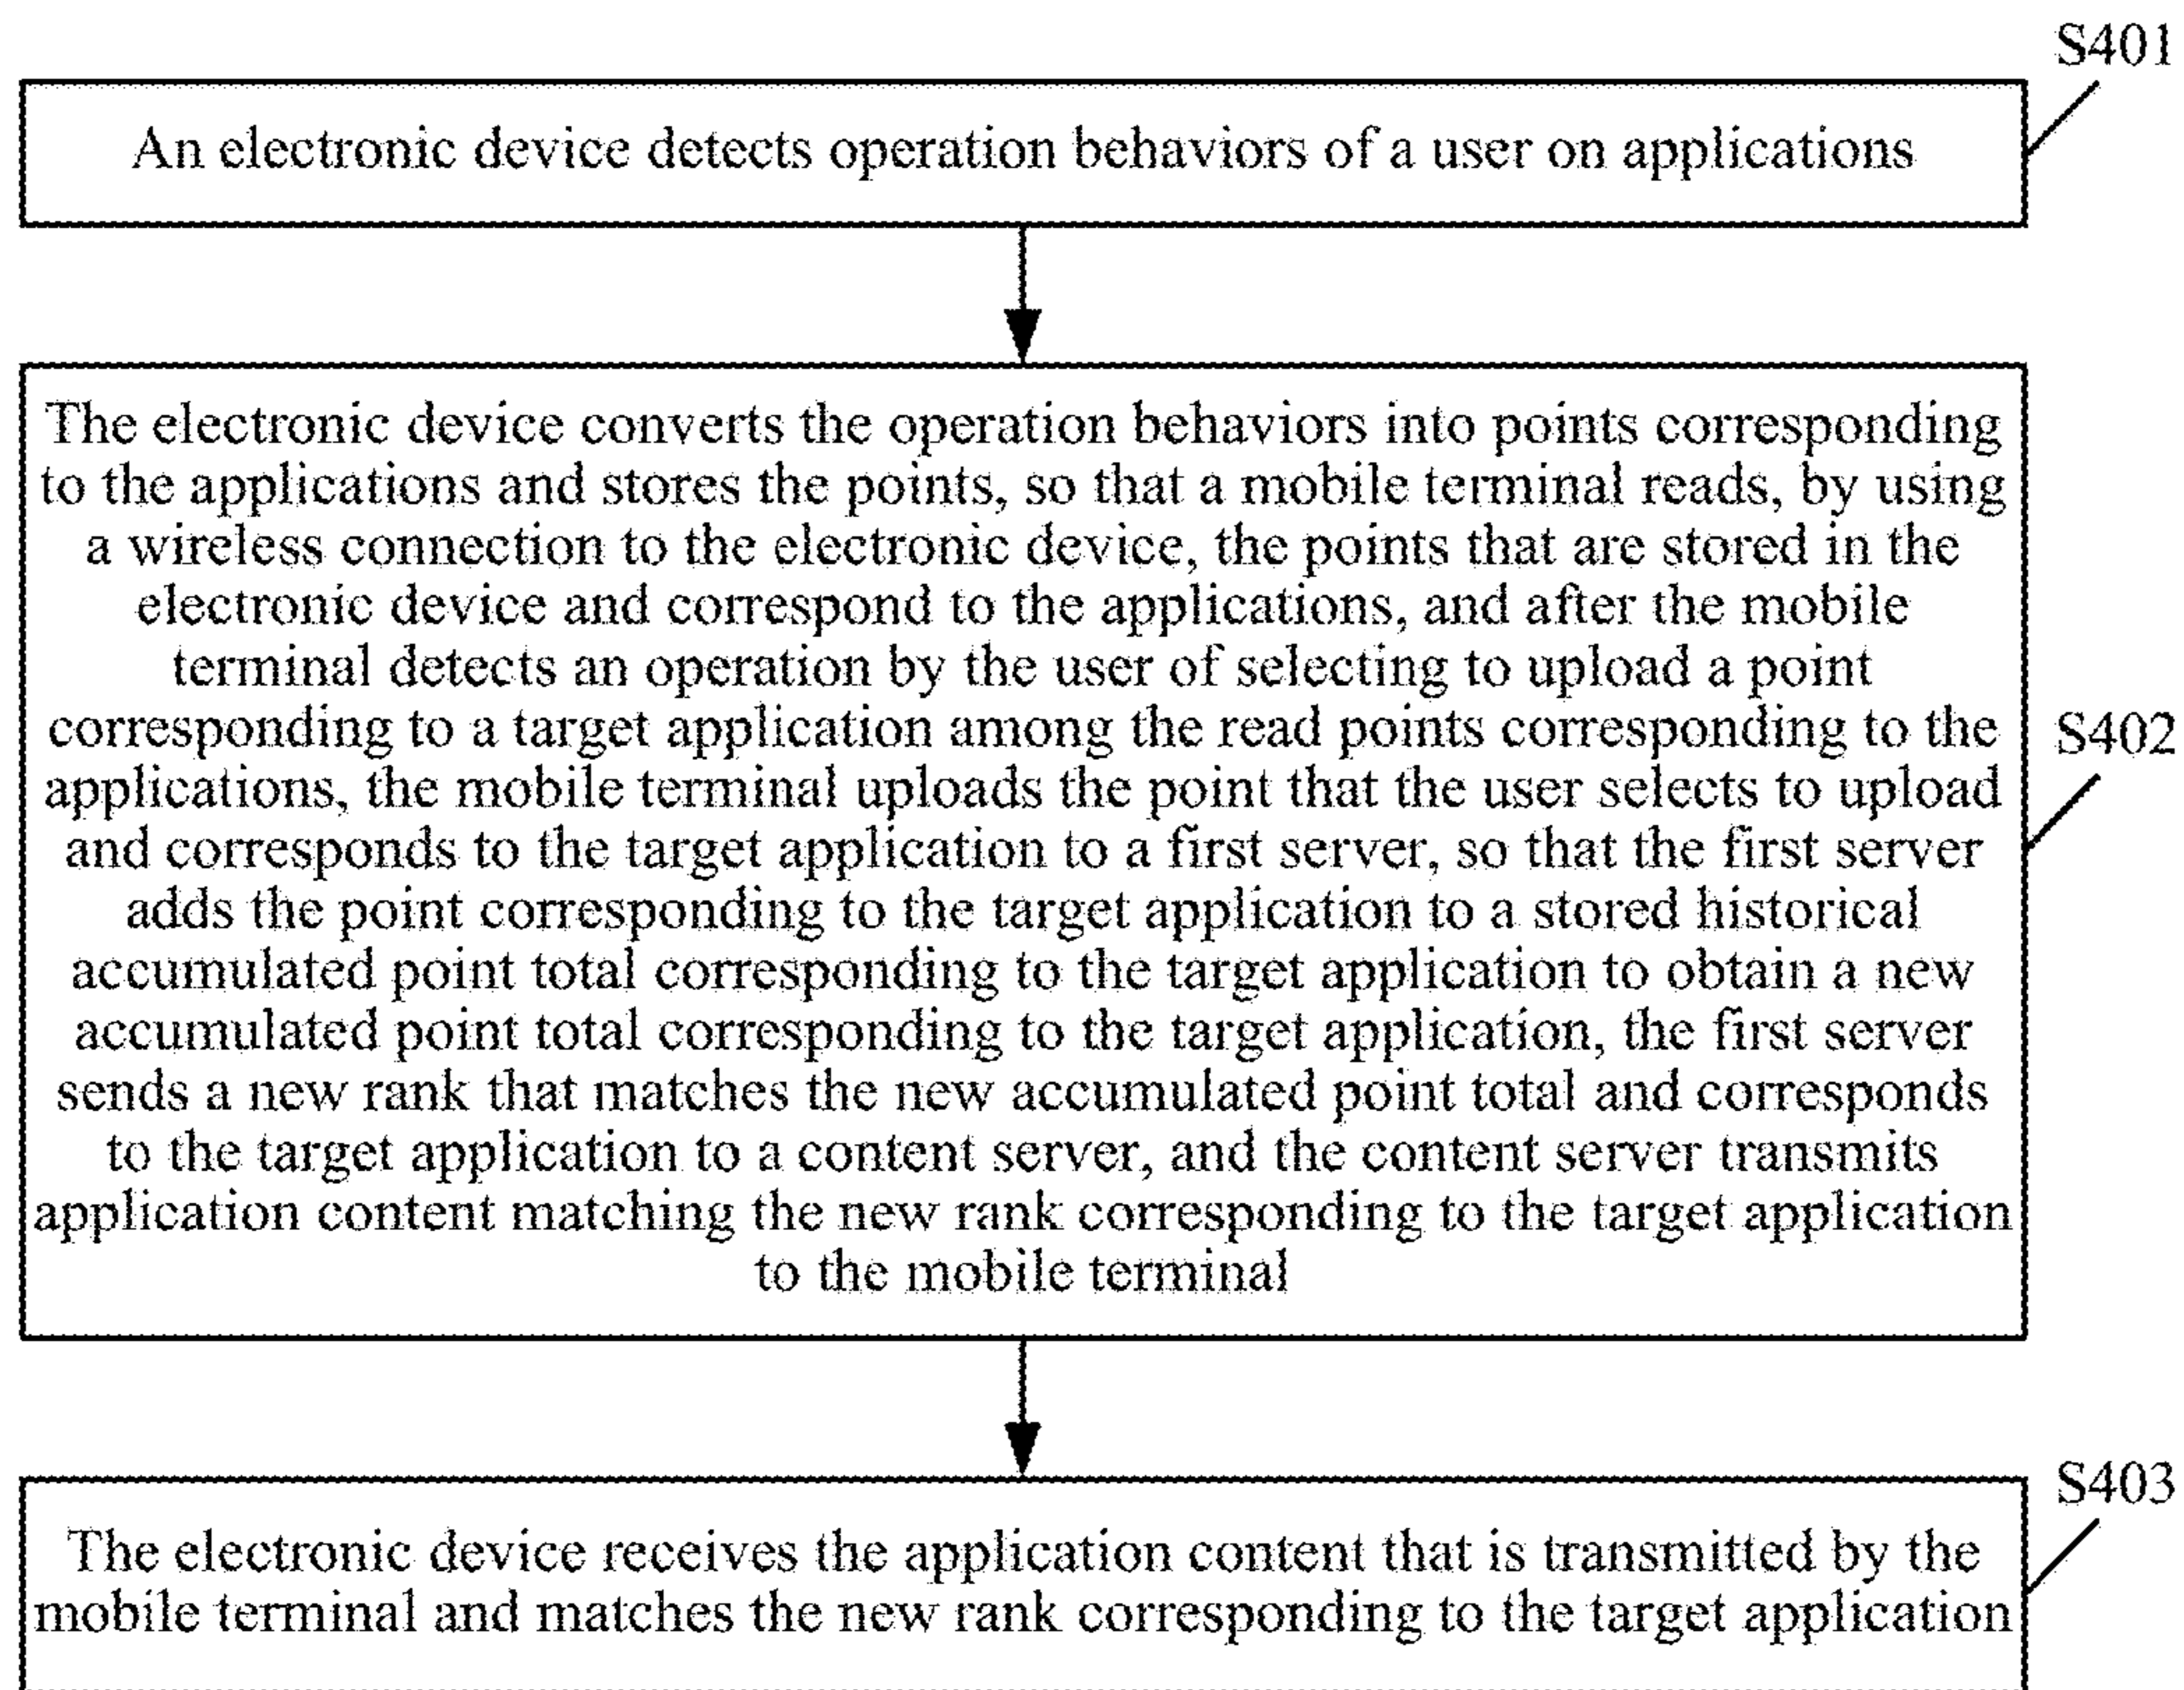 S401
An electronic device detects operation behaviors of a user on applications
The electronic device converts the operation behaviors into points corresponding
to the applications and stores the points, so that a mobile terminal reads, by using
a wireless connection to the electronic device, the points that are stored in the
electronic device and correspond to the applications, and after the mobile
terminal detects an operation by the user of selecting to upload a point
corresponding to a target application among the read points corresponding to the
applications, the mobile terminal uploads the point that the user selects to upload
and corresponds to the target application to a first server, so that the first server
adds the point corresponding to the target application to a stored historical
accumulated point total corresponding to the target application to obtain a new
accumulated point total corresponding to the target application, the first server
sends a new rank that matches the new accumulated point total and corresponds
to the target application to a content server, and the content server transmits
application content matching the new rank corresponding to the target application
to the mobile terminal
S402
S403
The electronic device receives the application content that is transmitted by the
mobile terminal and matches the new rank corresponding to the target application